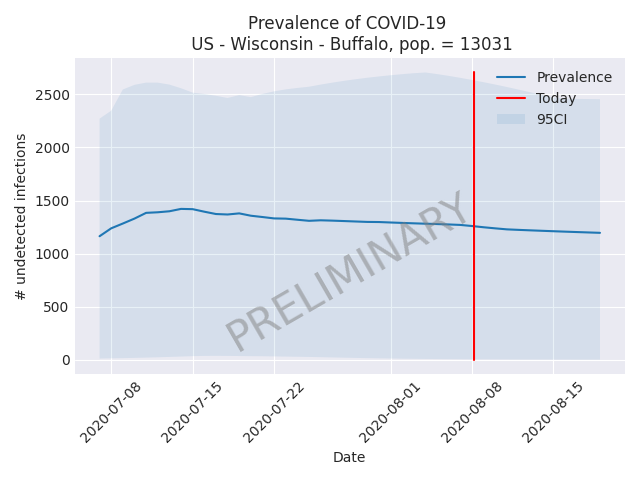 Prevalence of COVID-19
US - Wisconsin - Buffalo, pop. = 13031
Prevalence
Today
95CI
# undetected infections
2500
2000
1500
1000
500
0
PRELIMINARY
2020-07-08
2020-07-15
2020-07-22
2020-08-01
2020-08-08
2020-08-15
Date